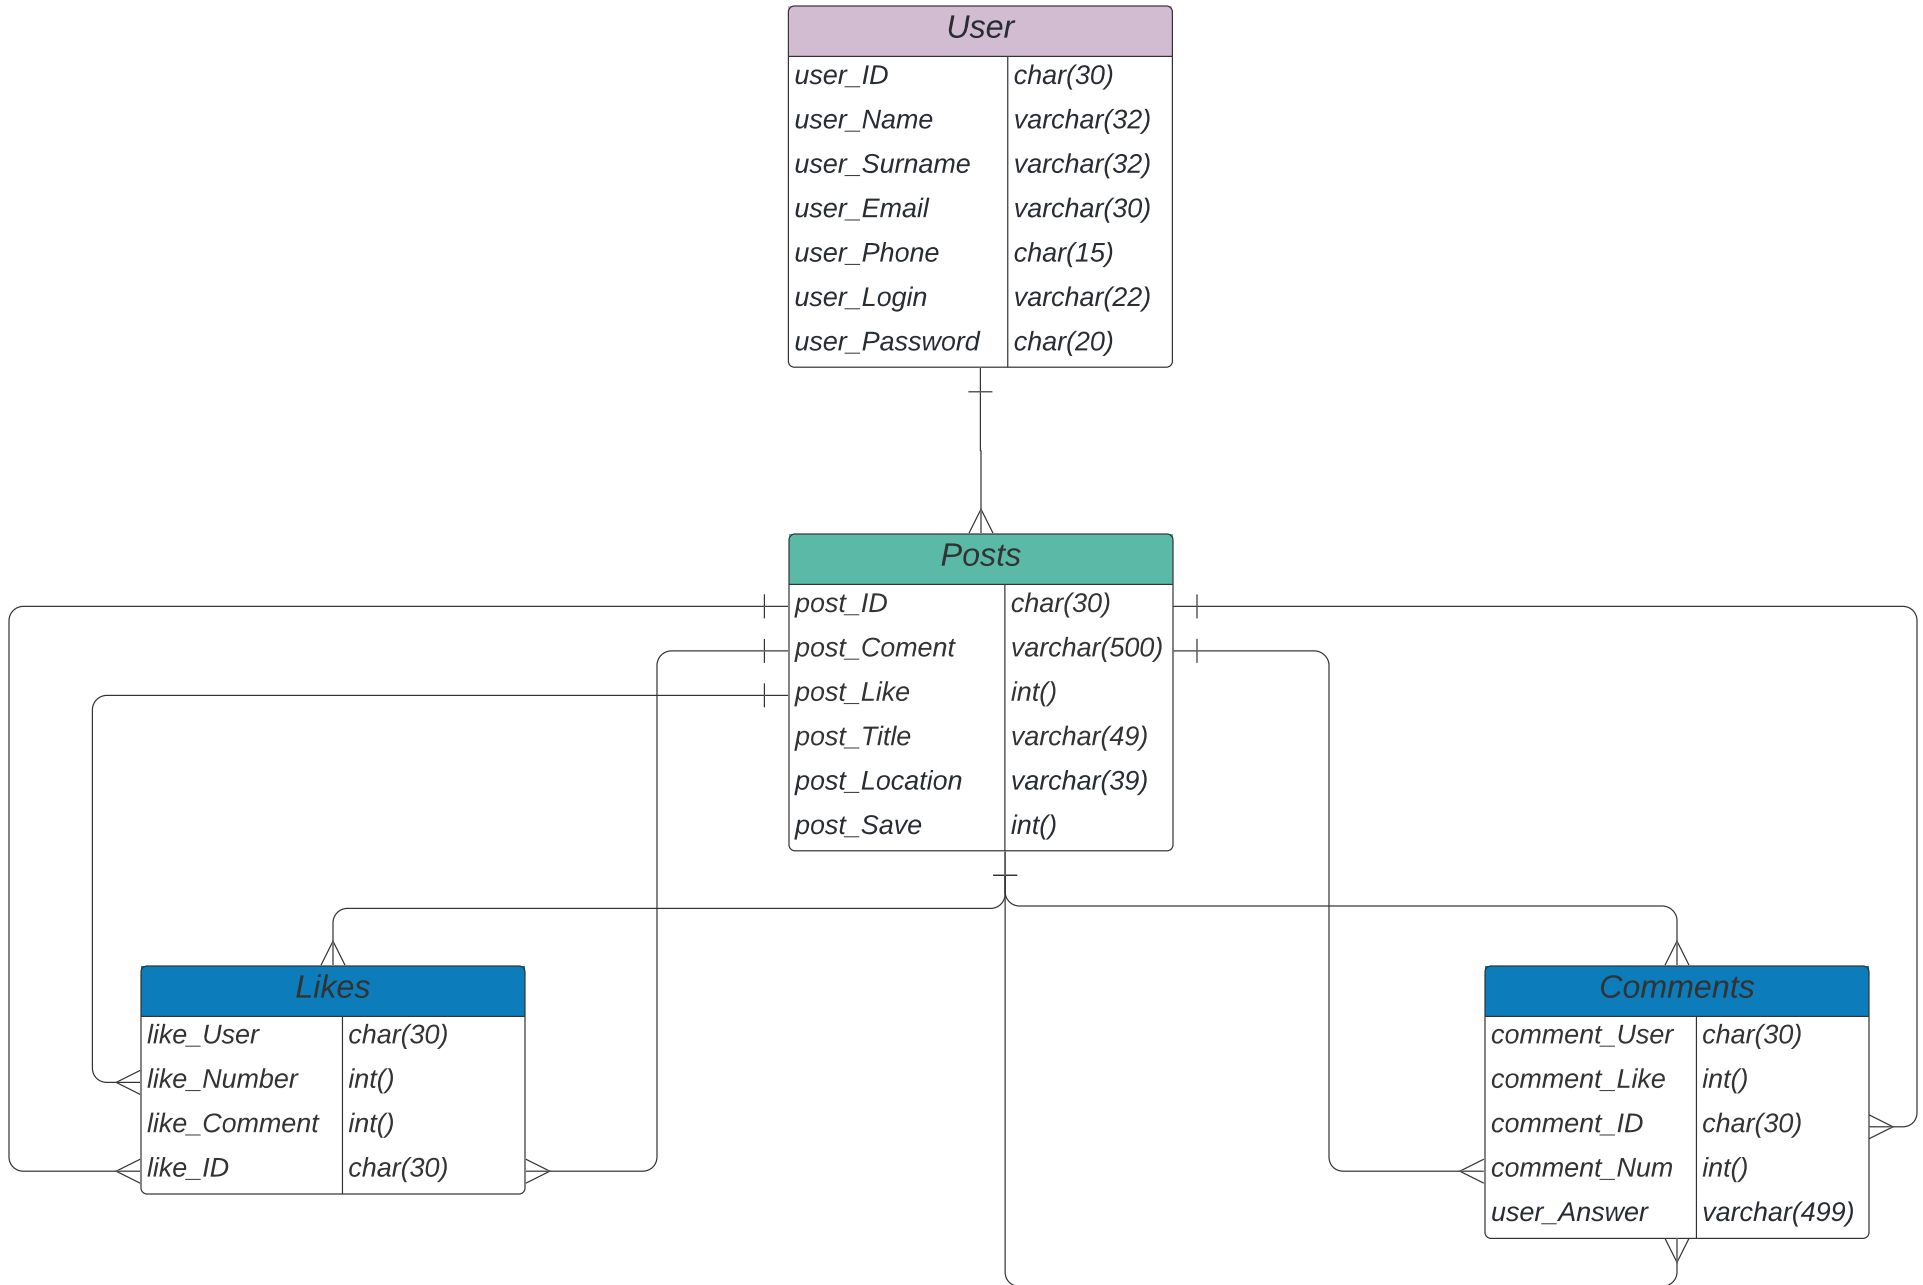 User
user_ID char(30)
user_Name varchar(32)
user_Surname varchar(32)
user_Email varchar(30)
user_Phone char(15)
user_Login varchar(22)
user_Password char(20)
Posts
post_ID char(30)
post_Coment varchar(500)
post_Like int()
post_Title varchar(49)
post_Location varchar(39)
post_Save int()
Likes
like_User char(30)
like_Number int()
like_Comment int()
like_ID char(30)
Comments
comment_User char(30)
comment_Like int()
comment_ID char(30)
comment_Num int()
user_Answer varchar(499)